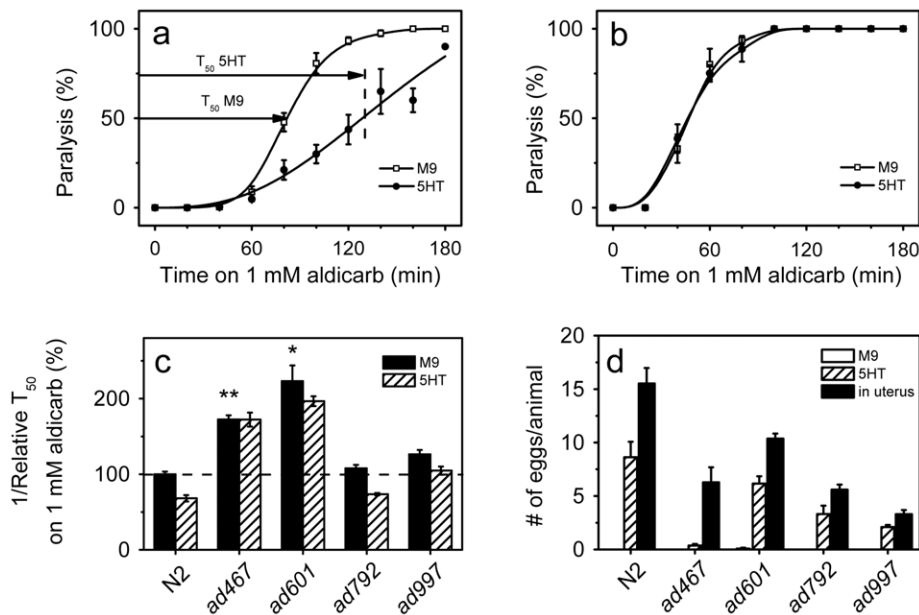 a
100
50
0
Paralysis (%)
T50 5HT
T50 M9
M9
5HT
0 60 120 180
Time on 1 mM aldicarb (min)
b
100
50
0
Paralysis (%)
M9
5HT
0 60 120 180
Time on 1 mM aldicarb (min)
c
1/Relative T50
on 1 mM aldicarb (%)
200
100
0
** *
M9
5HT
N2 ad467 ad601 ad792 ad997
d
# of eggs/animal
20
15
10
5
0
M9
5HT
in uterus
N2 ad467 ad601 ad792 ad997